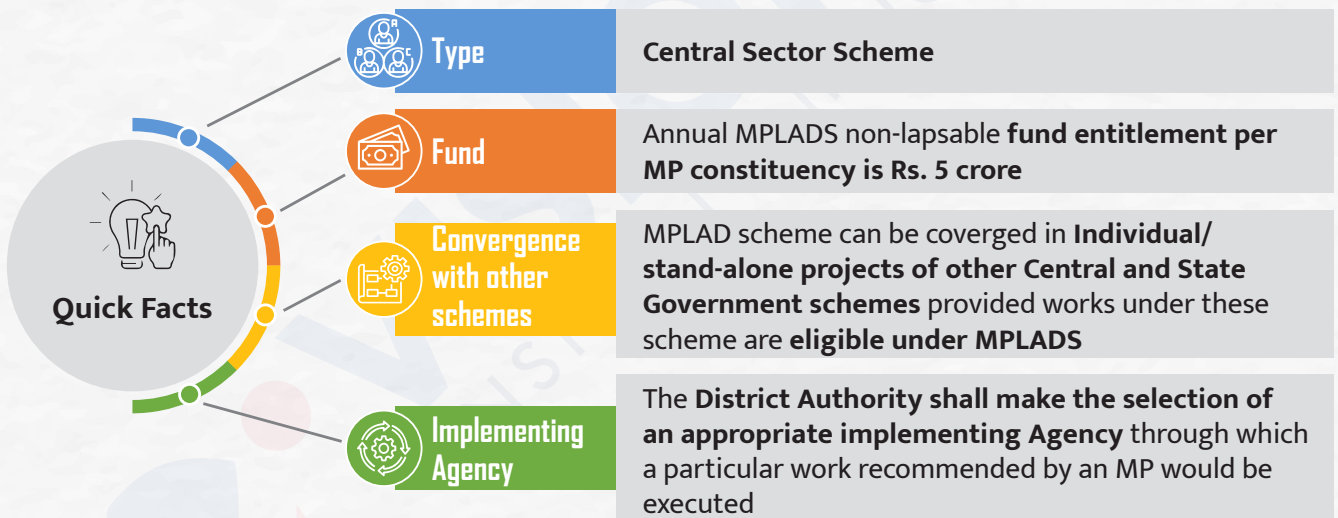 Quick Facts
Type
Central Sector Scheme
Fund
Annual MPLADS non-lapsable fund entitlement per
MP constituency is Rs. 5 crore
Convergence
with other
schemes
MPLAD scheme can be coverged in Individual/
stand-alone projects of other Central and State
Government schemes provided works under these
scheme are eligible under MPLADS
Implementing
Agency
The District Authority shall make the selection of
an appropriate implementing Agency through which
a particular work recommended by an MP would be
executed
A
B
C